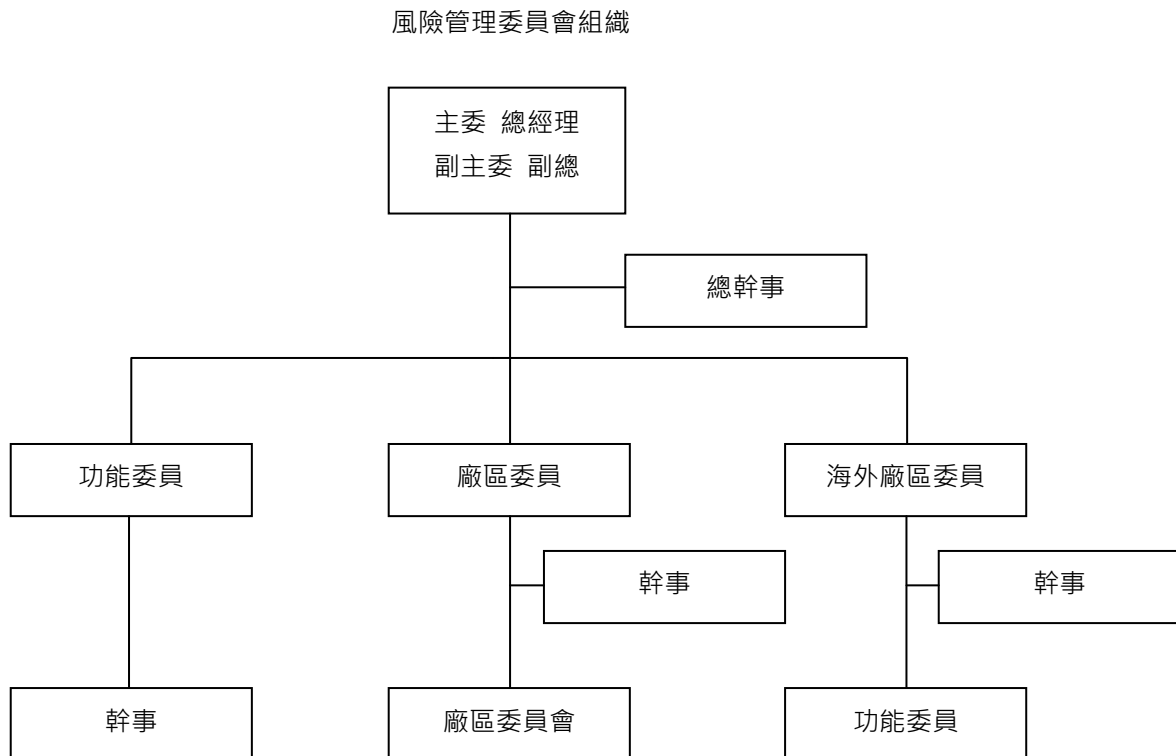 風險管理委員會組織
主委 總經理
副主委 副總
總幹事
功能委員
廠區委員
海外廠區委員
幹事
幹事
幹事
廠區委員會
功能委員